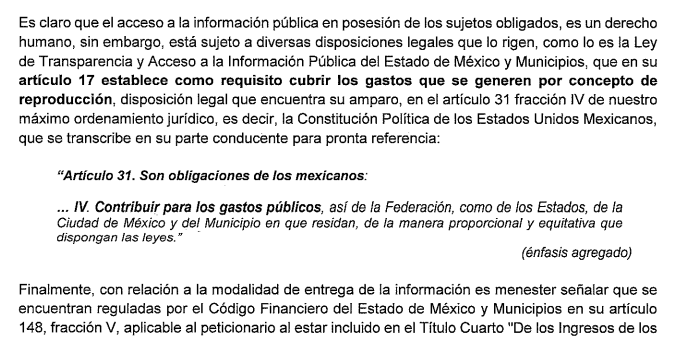 Es claro que el acceso a la información pública en posesión de los sujetos obligados, es un derecho
humano, sin embargo, está sujeto a diversas disposiciones legales que lo rigen, como lo es la Ley
de Transparencia y Acceso a la Información Pública del Estado de México y Municipios, que en su
artículo 17 establece como requisito cubrir los gastos que se generen por concepto de
reproducción, disposición legal que encuentra su amparo, en el artículo 31 fracción IV de nuestro
máximo ordenamiento jurídico, es decir, la Constitución Política de los Estados Unidos Mexicanos,
que se transcribe en su parte conducente para pronta referencia:
“Artículo 31. Son obligaciones de los mexicanos:
... IV. Contribuir para los gastos públicos, así de la Federación, como de los Estados, de la
Ciudad de México y del Municipio en que residan, de la manera proporcional y equitativa que
dispongan las leyes.”
(énfasis agregado)
Finalmente, con relación a la modalidad de entrega de la información es menester señalar que se
encuentran reguladas por el Código Financiero del Estado de México y Municipios en su artículo
148, fracción V, aplicable al peticionario al estar incluido en el Título Cuarto "De los Ingresos de los